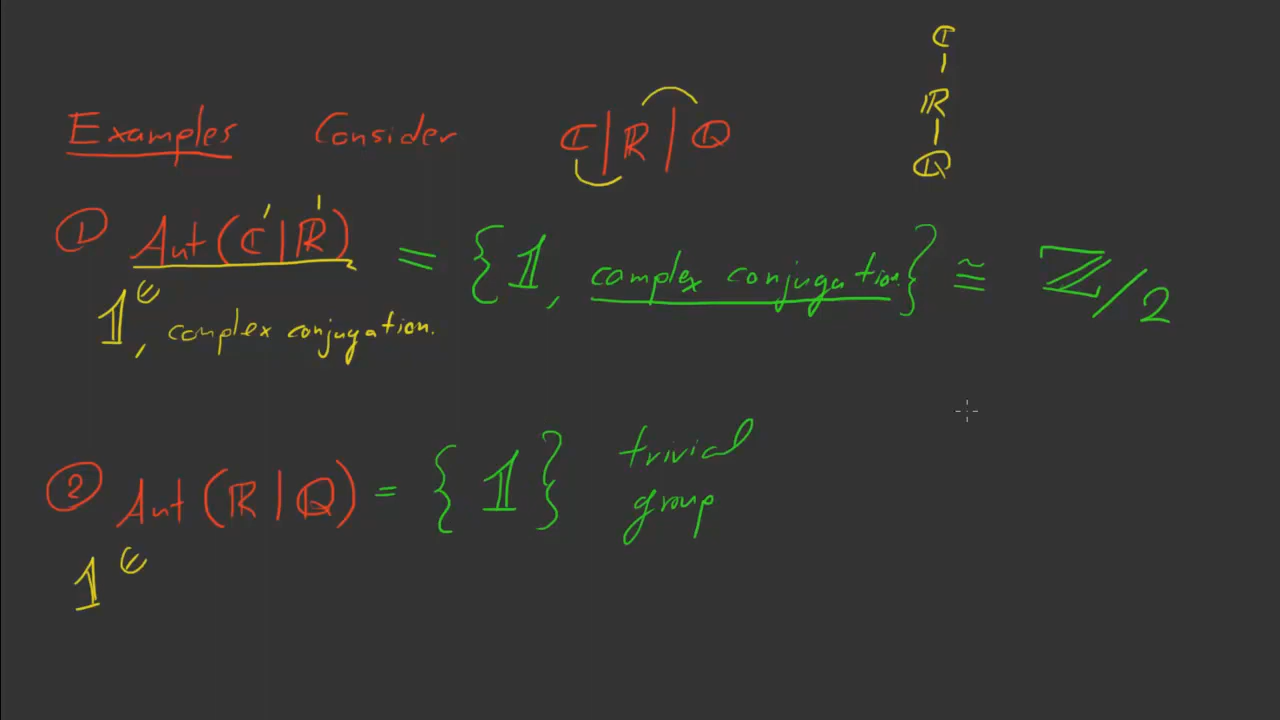 Examples Consider ℂ|ℝ|ℚ
ℂ
|
ℝ
|
ℚ
① Aut(ℂ|ℝ) = {𝟙, complex conjugation.} ≅ ℤ/2
𝟙 ∈, complex conjugation.
② Aut(ℝ|ℚ) = {𝟙} trivial
group
𝟙 ∈